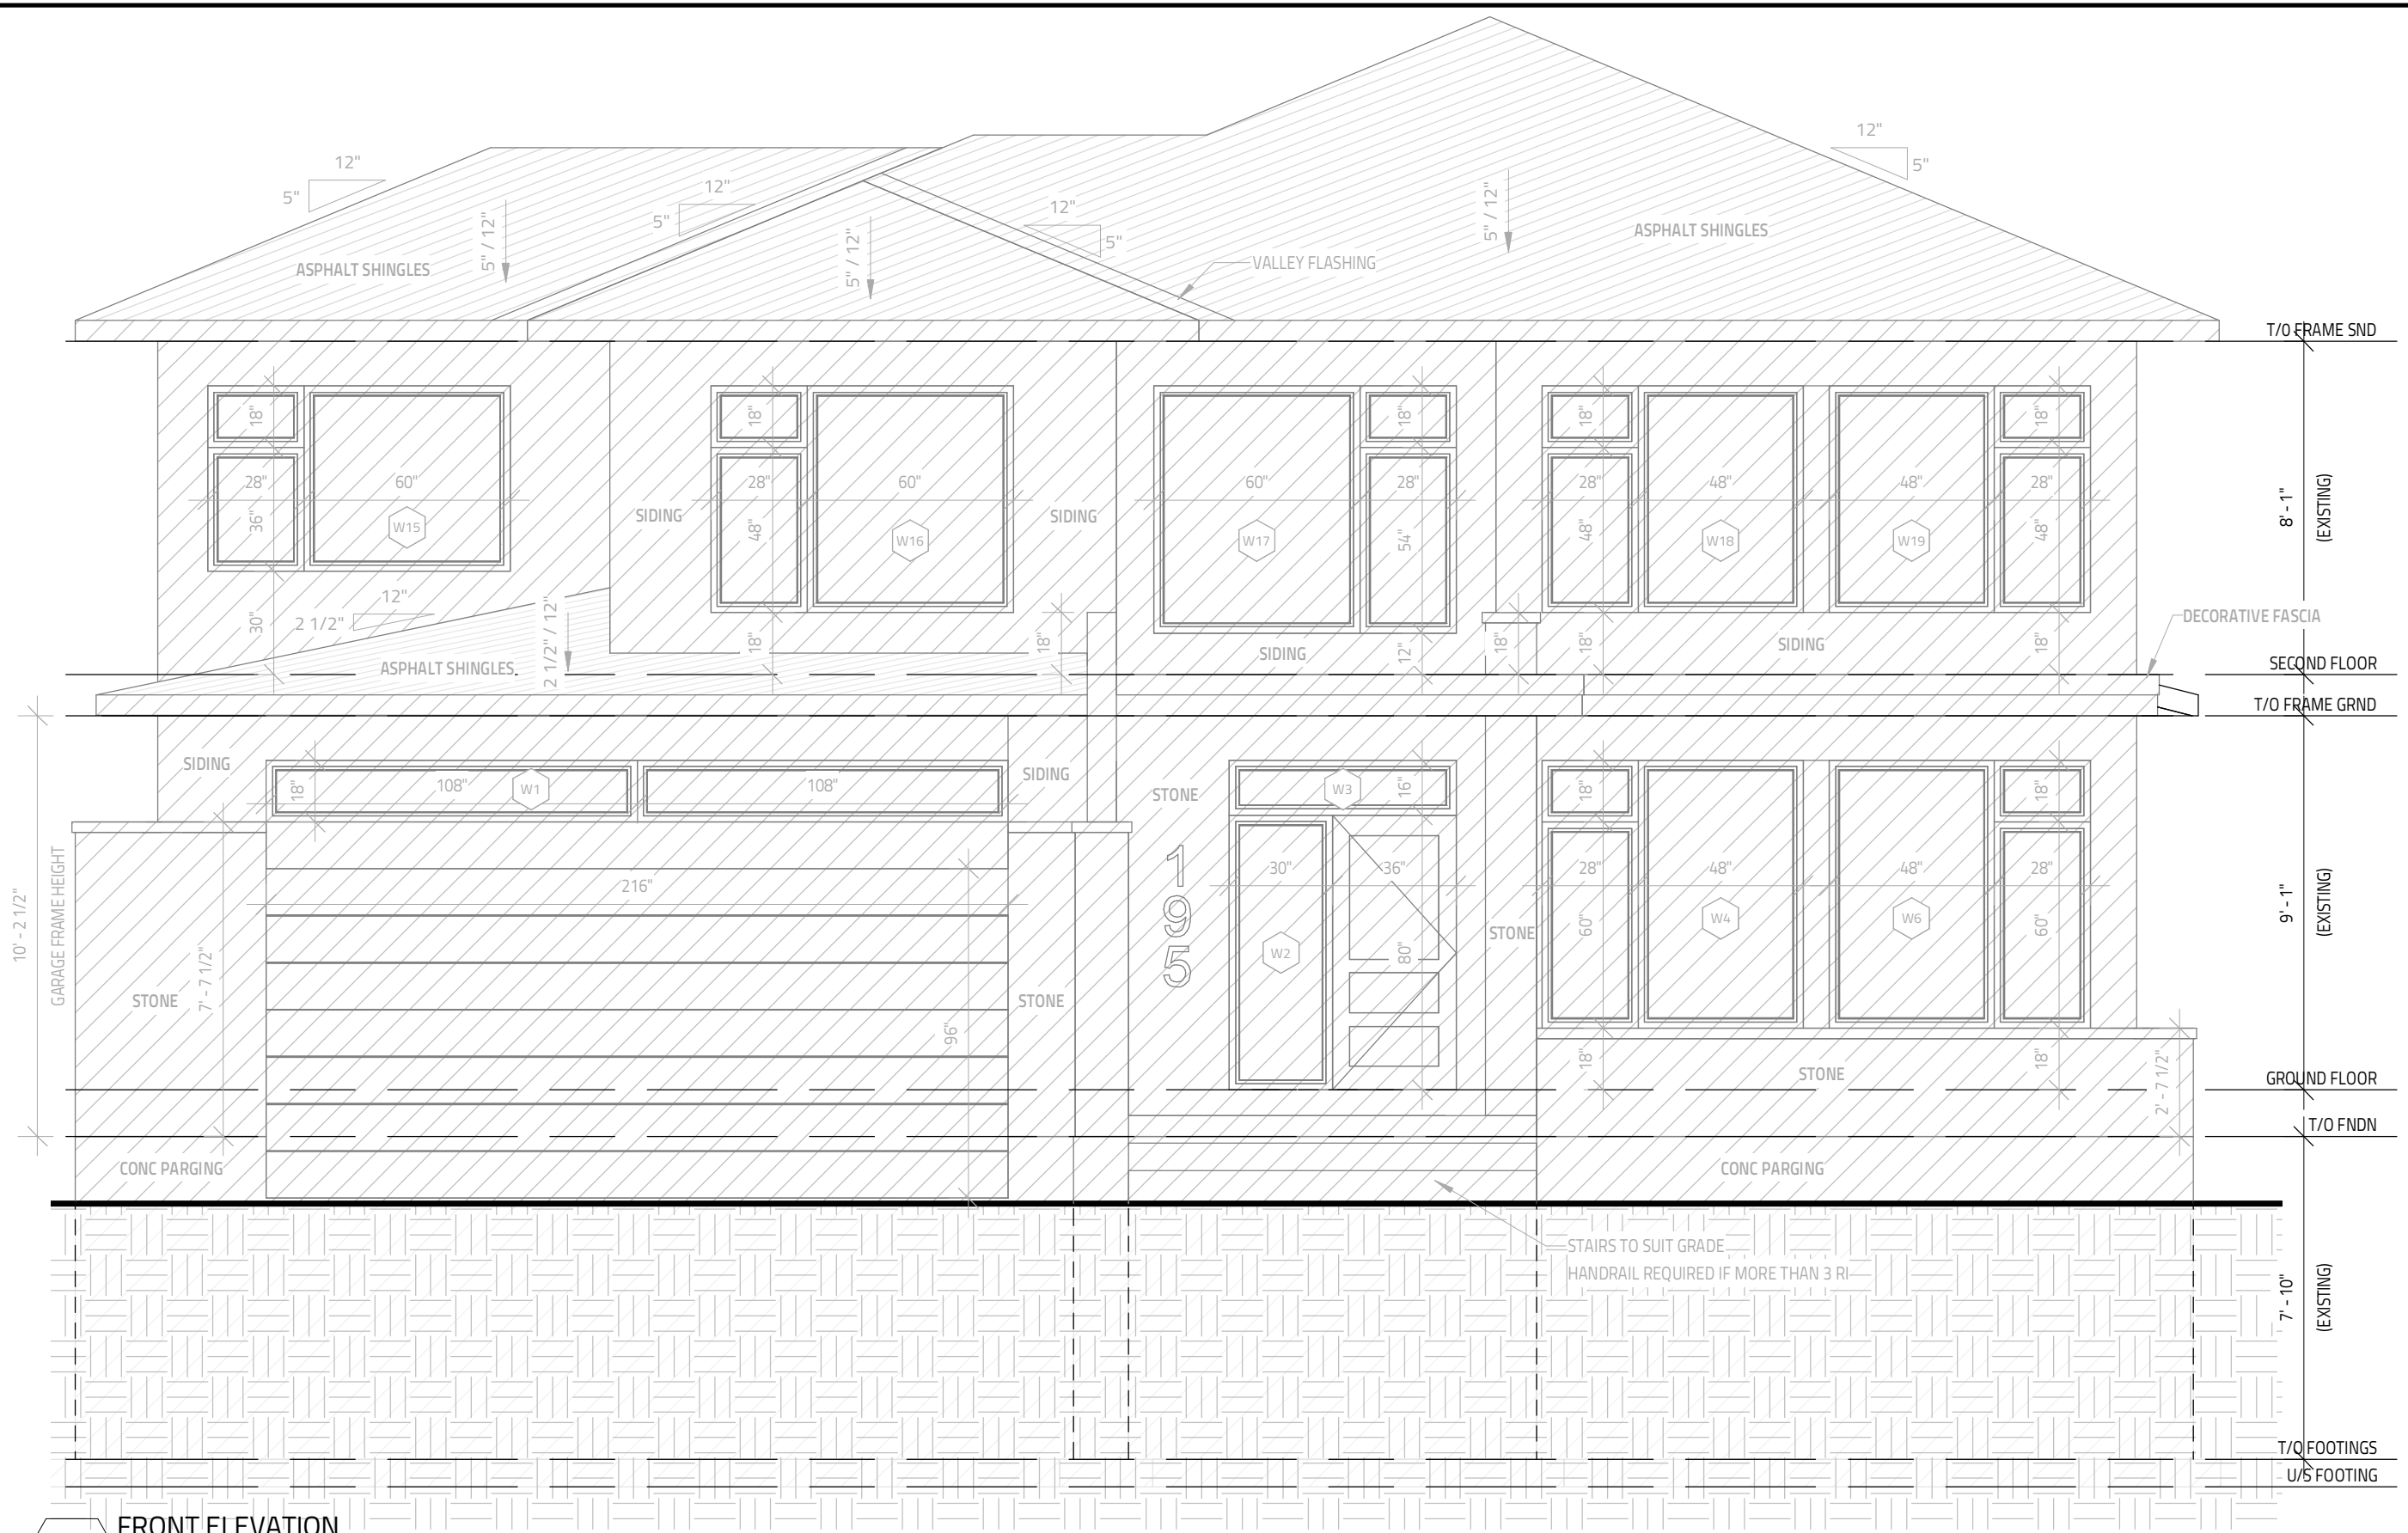 12"
5"
12"
5"
12"
5"
12"
5"
5" / 12"
5" / 12"
5" / 12"
ASPHALT SHINGLES
ASPHALT SHINGLES
VALLEY FLASHING
T/O FRAME SND
18"
18"
18"
18"
18"
28"
60"
28"
60"
60"
28"
28"
48"
48"
28"
36"
W15
48"
W16
W17
54"
48"
W18
W19
48"
SIDING
SIDING
8' - 1"
(EXISTING)
12"
2 1/2"
30"
2 1/2" / 12"
ASPHALT SHINGLES
18"
18"
SIDING
12"
18"
18"
SIDING
18"
DECORATIVE FASCIA
SECOND FLOOR
T/O FRAME GRND
SIDING
18"
108"
W1
108"
SIDING
STONE
W3
16"
18"
18"
10' - 2 1/2"
GARAGE FRAME HEIGHT
7' - 7 1/2"
216"
195
30"
36"
28"
48"
48"
28"
W2
80"
STONE
60"
W4
W6
60"
9' - 1"
(EXISTING)
STONE
96"
STONE
18"
STONE
18"
2' - 7 1/2"
GROUND FLOOR
T/O FNDN
CONC PARGING
CONC PARGING
STAIRS TO SUIT GRADE
HANDRAIL REQUIRED IF MORE THAN 3 RI
7' - 10"
(EXISTING)
T/O FOOTINGS
U/S FOOTING
FRONT ELEVATION